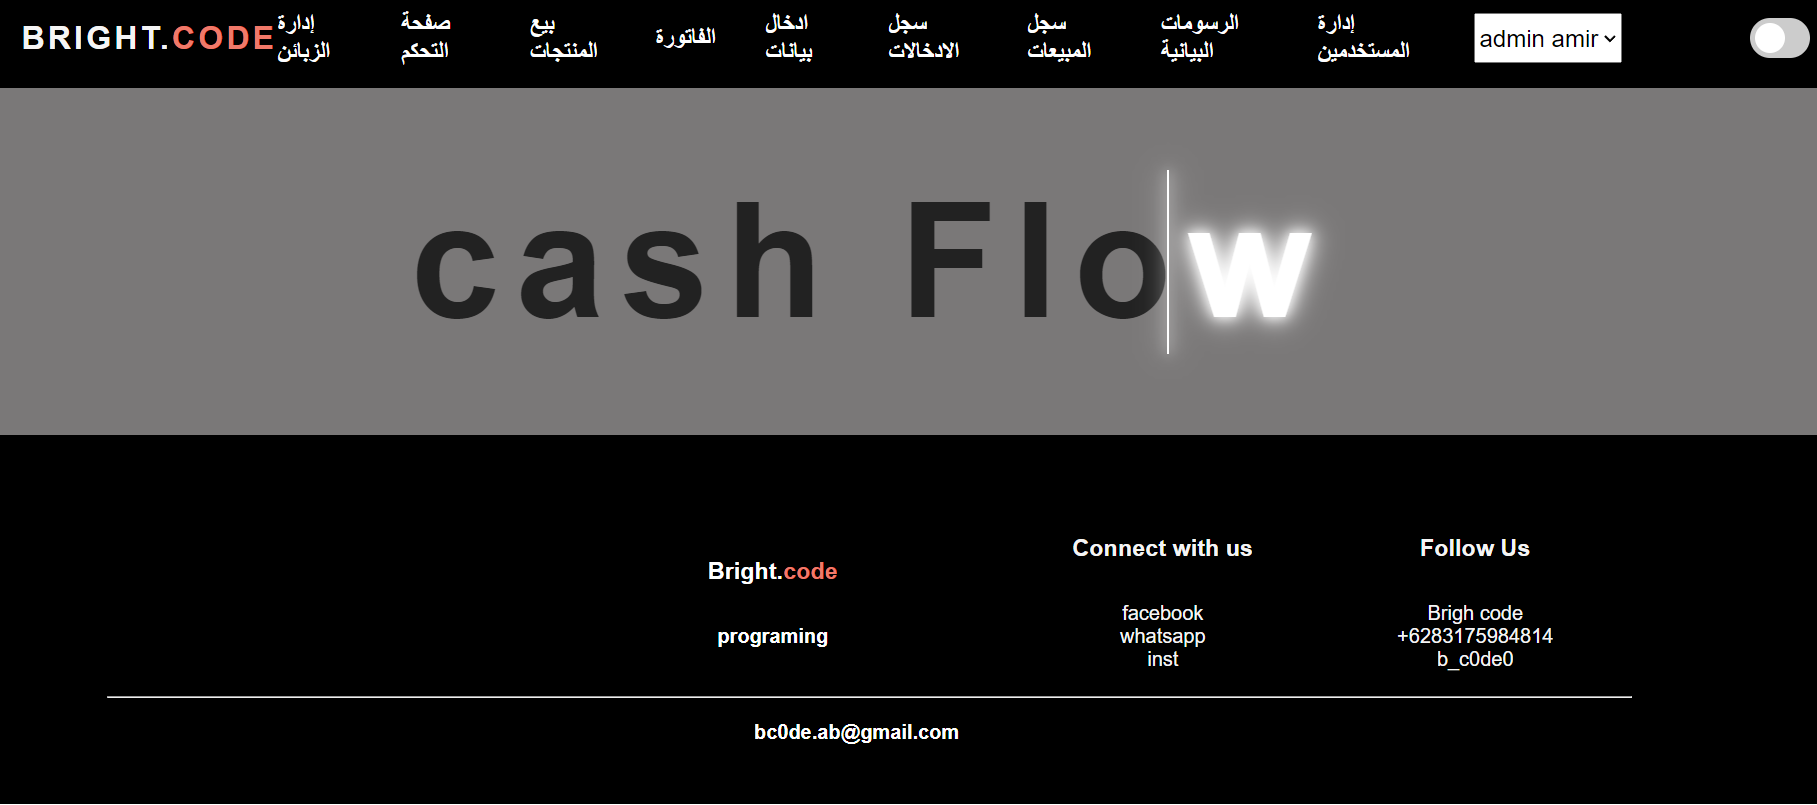 BRIGHT.CODE
إدارة
الزبائن
صفحة
التحكم
بيع
المنتجات
الفاتورة
ادخال
بيانات
سجل
الادخالات
سجل
المبيعات
الرسومات
البيانية
إدارة
المستخدمين
admin amir
cash Flow
Bright.code
programing
Connect with us
facebook
whatsapp
inst
Follow Us
Brigh code
+6283175984814
b_c0de0
bc0de.ab@gmail.com